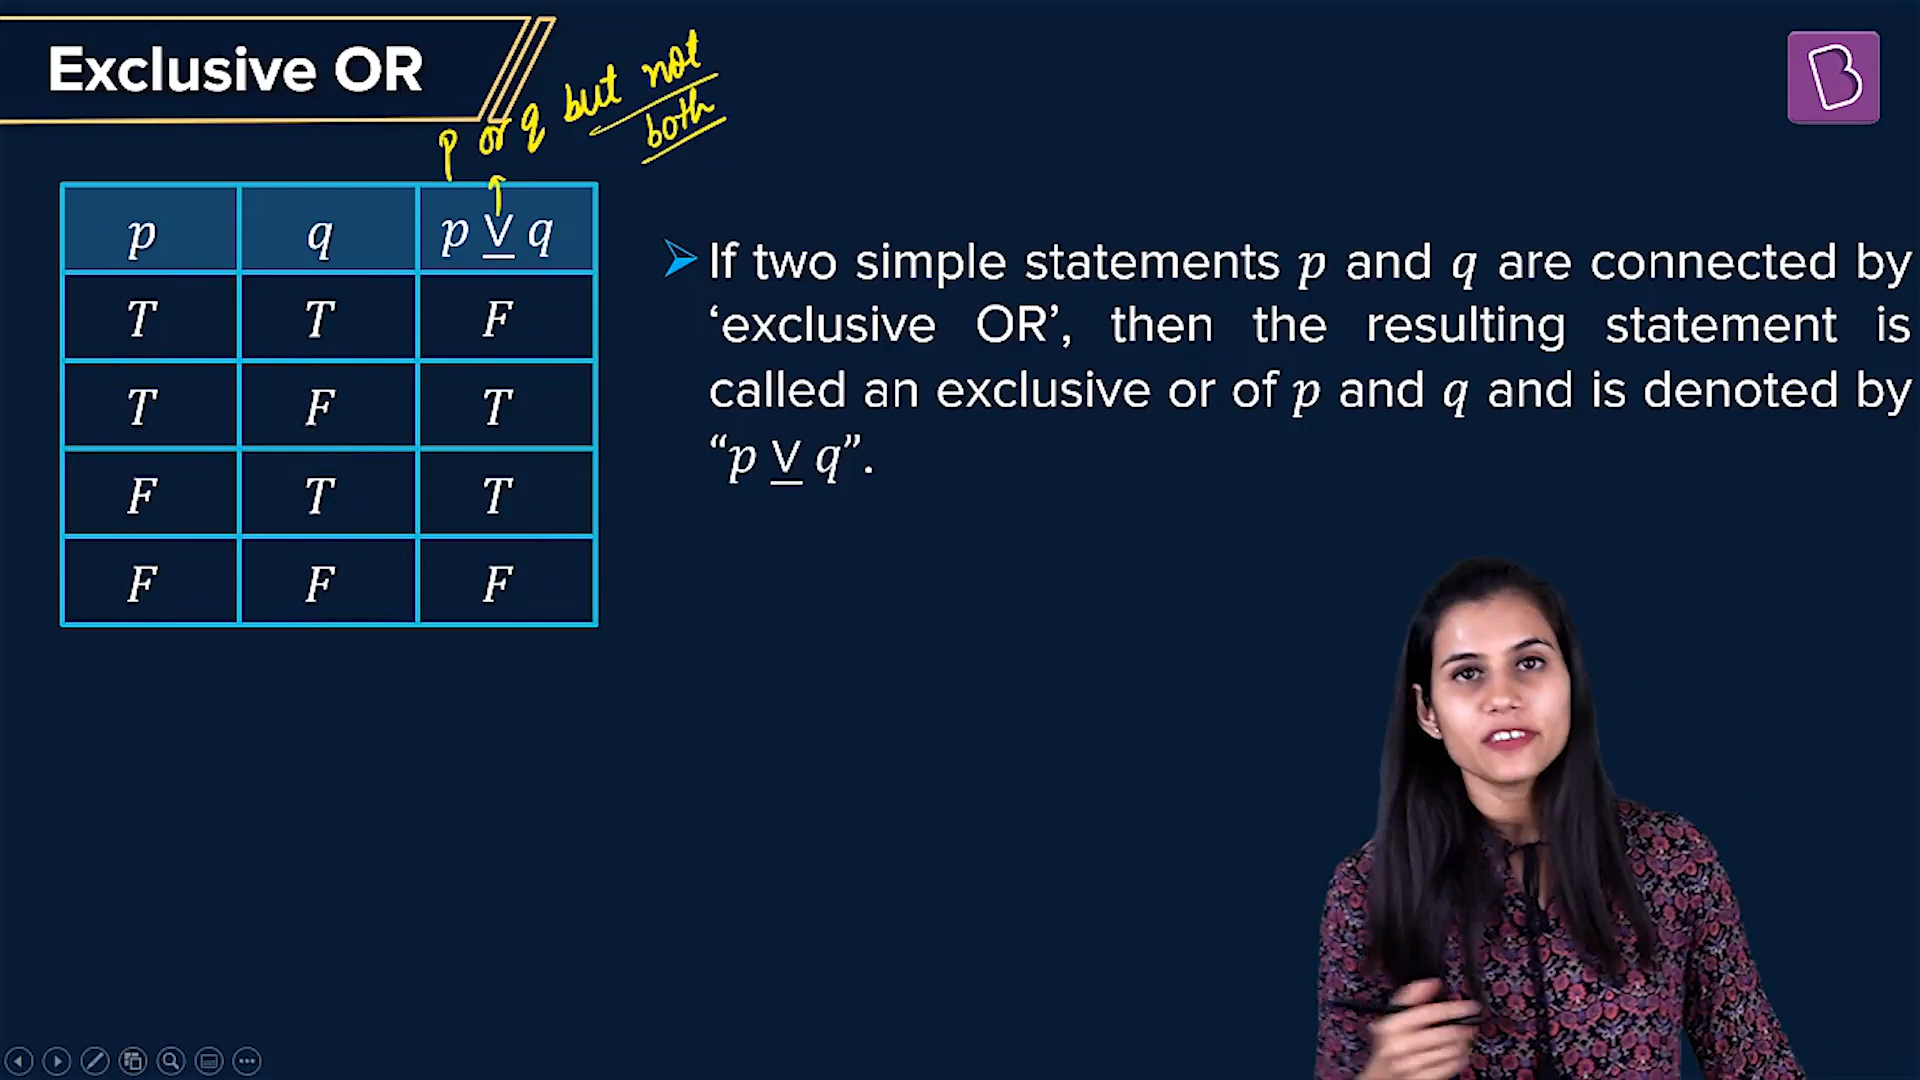 Exclusive OR
p or q but not
both
p q p ⊻ q
T T F
T F T
F T T
F F F
➢ If two simple statements p and q are connected by
‘exclusive OR’, then the resulting statement is
called an exclusive or of p and q and is denoted by
“p ⊻ q”.